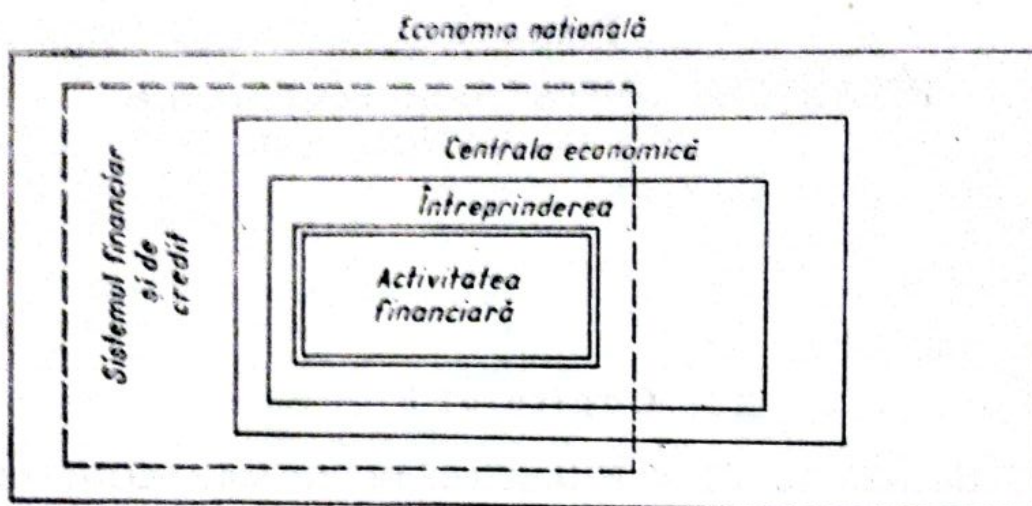 Economia națională
Sistemul financiar
și de
credit
Centrala economică
Întreprinderea
Activitatea
financiară